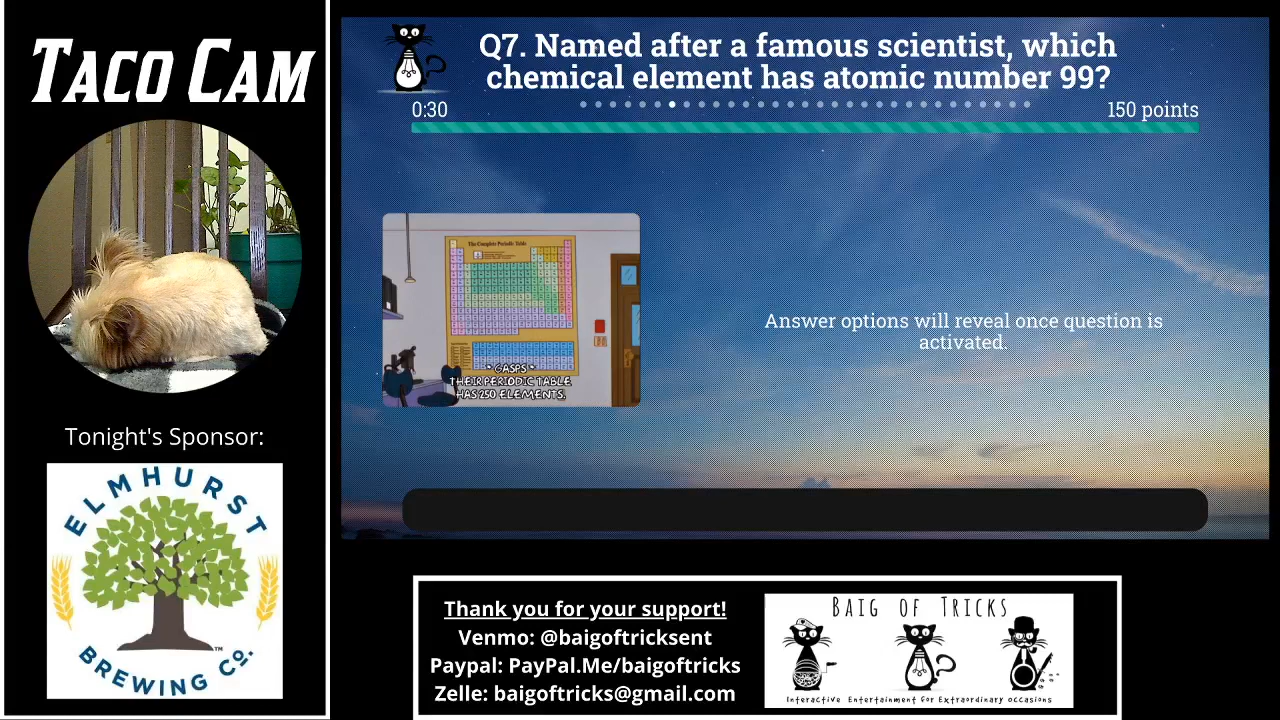 TACO CAM
Tonight's Sponsor:
ELMHURST
BREWING CO.
TM
Q7. Named after a famous scientist, which
chemical element has atomic number 99?
0:30
150 points
The Complete Periodic Table
* GASPS *
THEIR PERIODIC TABLE
HAS 250 ELEMENTS.
Answer options will reveal once question is
activated.
Thank you for your support!
Venmo: @baigoftricksent
Paypal: PayPal.Me/baigoftricks
Zelle: baigoftricks@gmail.com
BAIG OF TRICKS
Interactive Entertainment for Extraordinary occasions